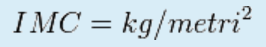 IMC = kg/metri²